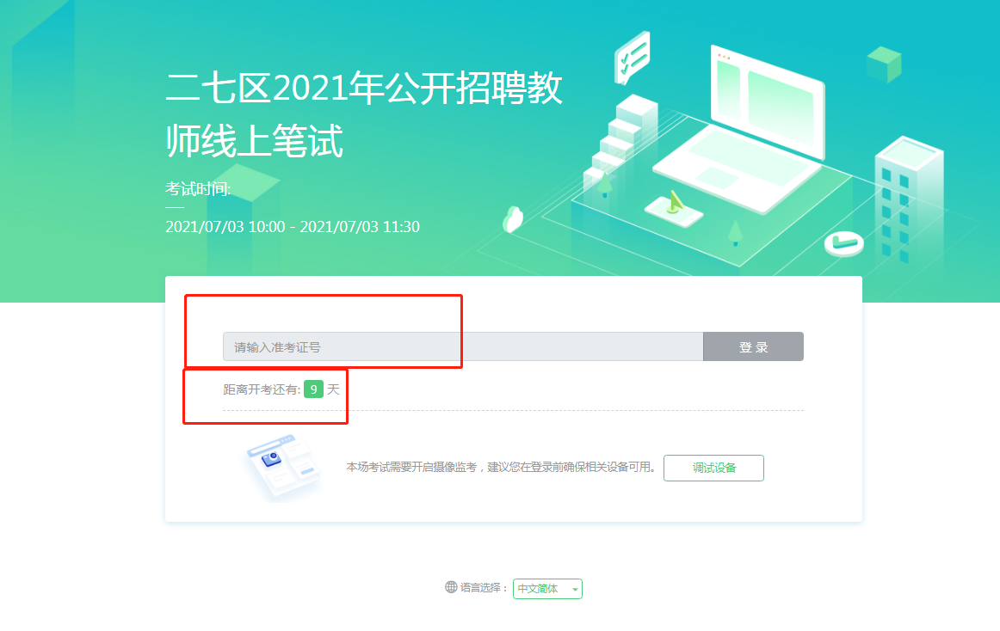 二七区2021年公开招聘教
师线上笔试
考试时间:
2021/07/03 10:00 - 2021/07/03 11:30
请输入准考证号
登 录
距离开考还有: 9 天
本场考试需要开启摄像监考，建议您在登录前确保相关设备可用。
调试设备
语言选择：
中文简体